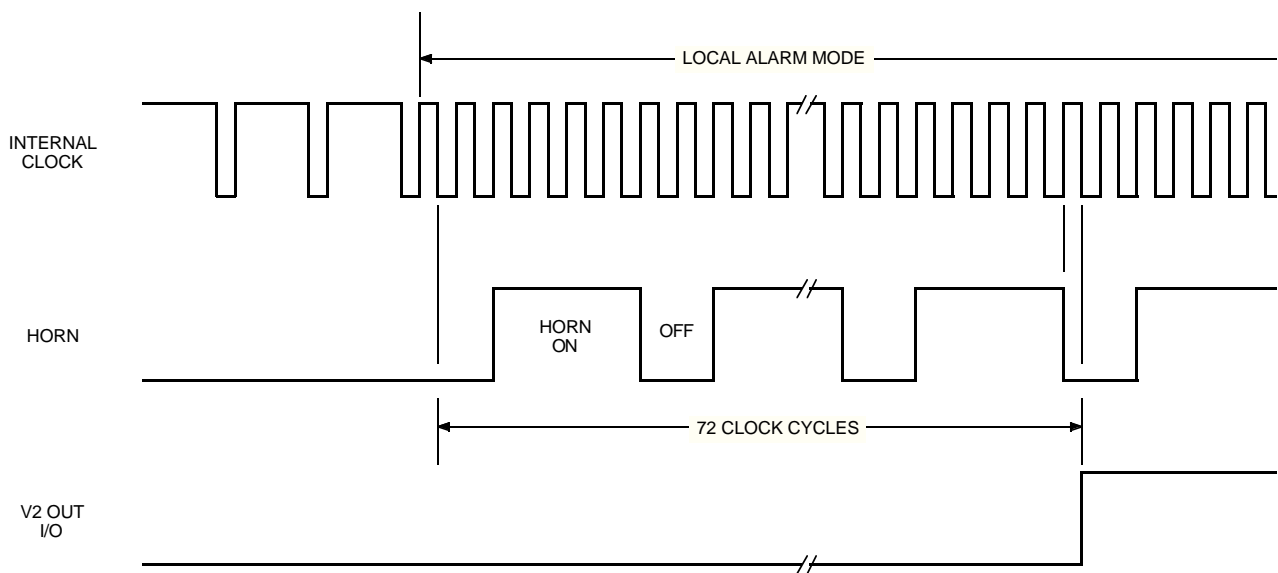 LOCAL ALARM MODE
INTERNAL
CLOCK
HORN
HORN
ON
OFF
72 CLOCK CYCLES
V2 OUT
I/O